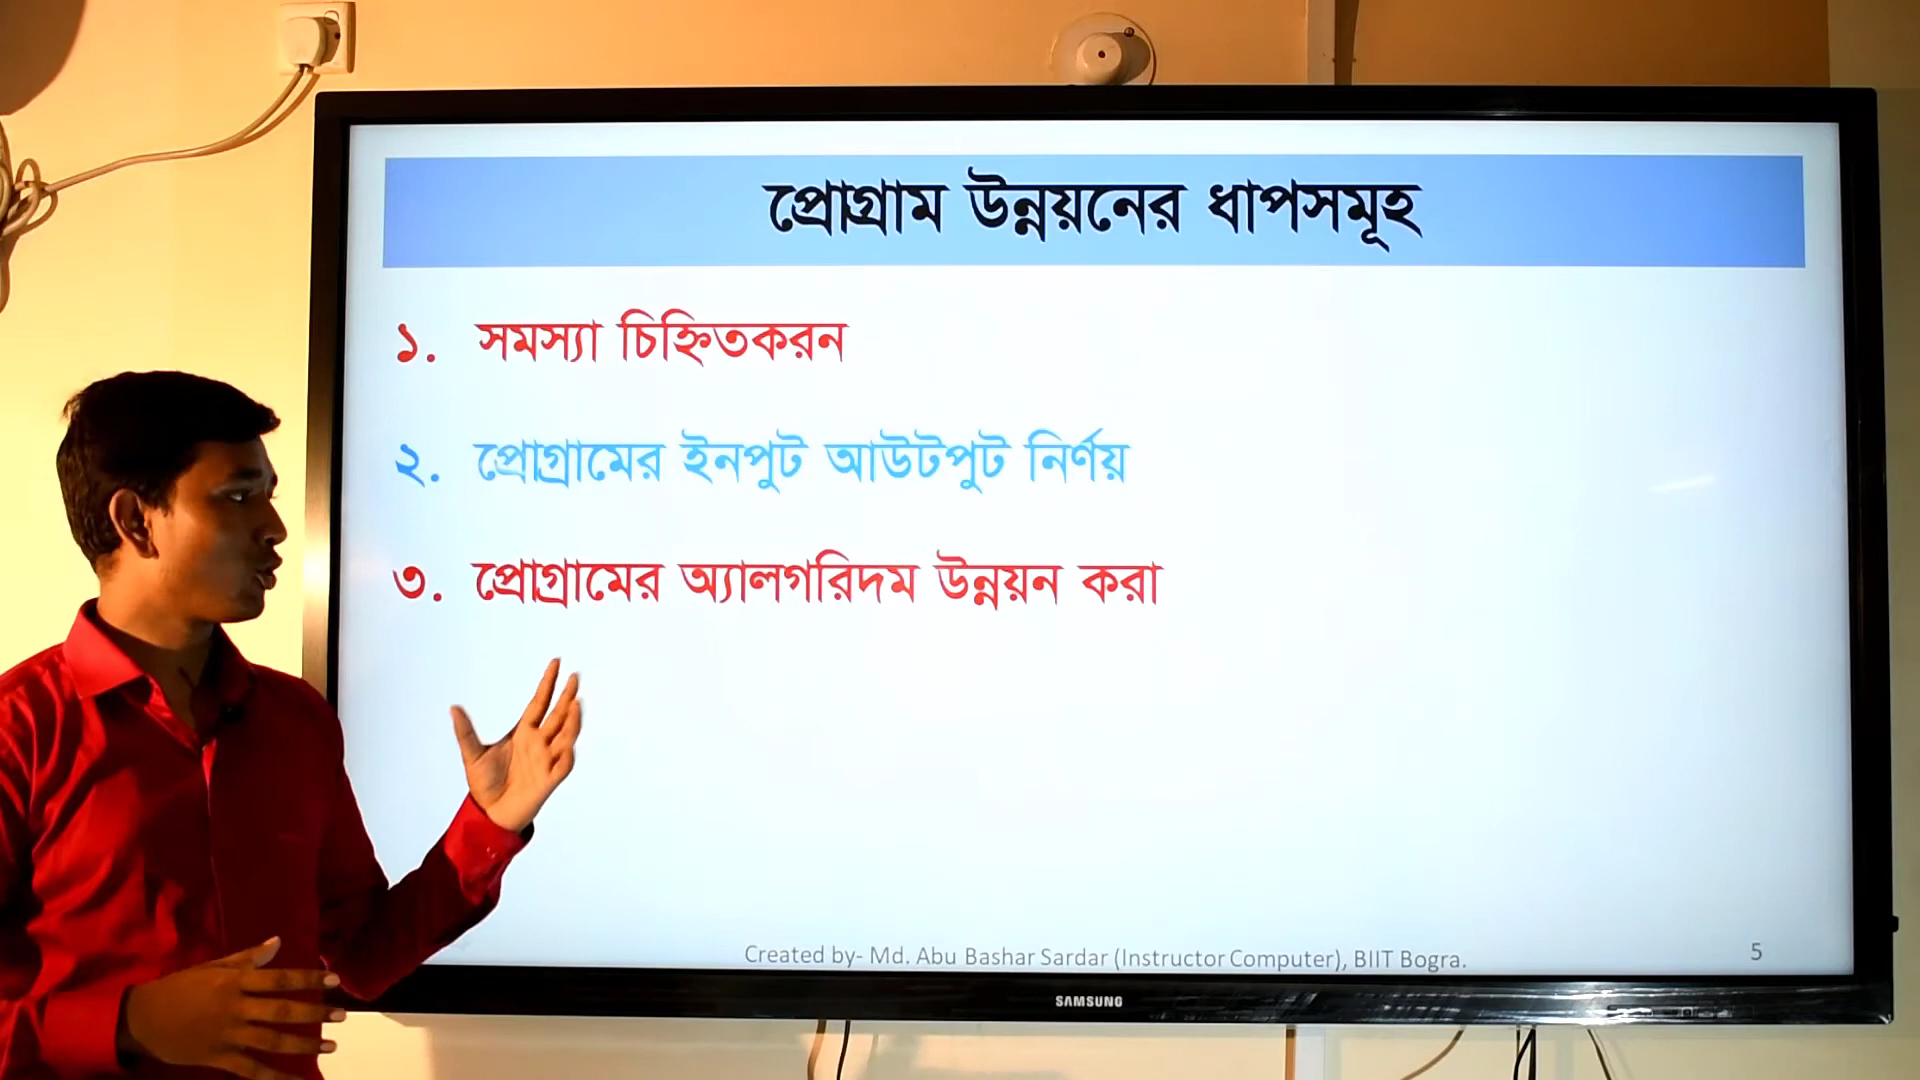 প্রোগ্রাম উন্নয়নের ধাপসমূহ
১. সমস্যা চিহ্নিতকরন
২. প্রোগ্রামের ইনপুট আউটপুট নির্ণয়
৩. প্রোগ্রামের অ্যালগরিদম উন্নয়ন করা
Created by- Md. Abu Bashar Sardar (Instructor Computer), BIIT Bogra.
5
SAMSUNG